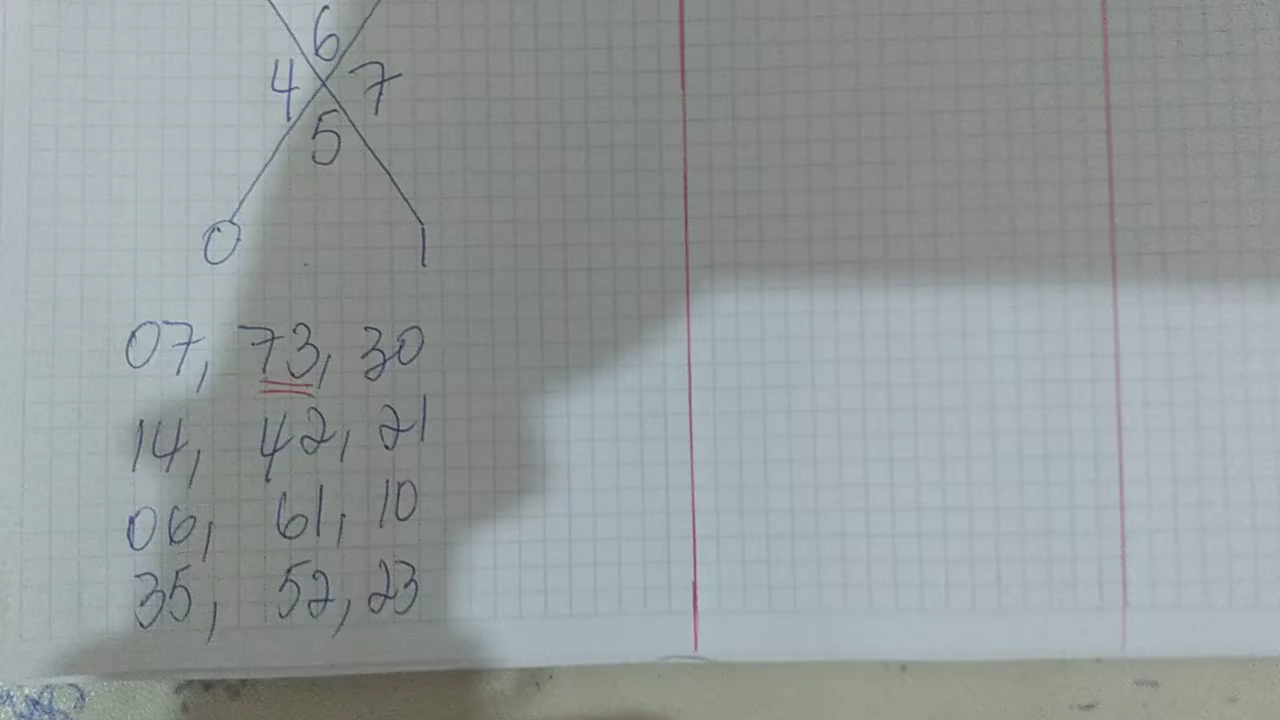 6
4 7
5
0 1
07, 73, 30
14, 42, 21
06, 61, 10
35, 52, 23